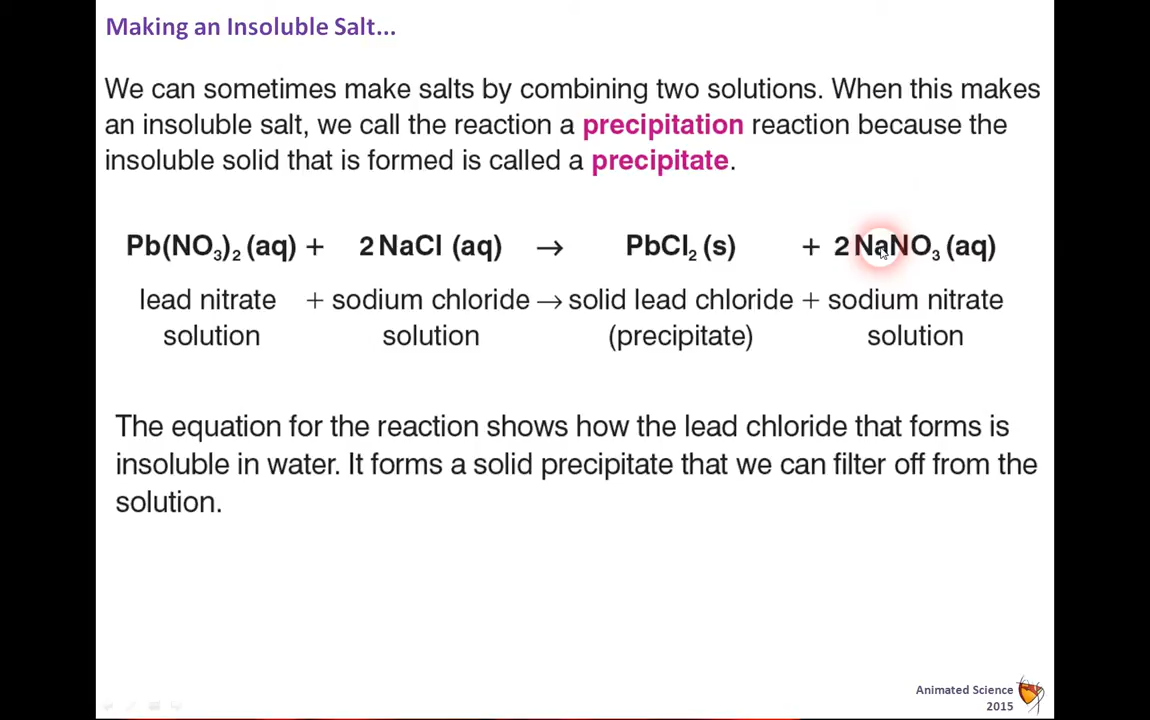 Making an Insoluble Salt...
We can sometimes make salts by combining two solutions. When this makes
an insoluble salt, we call the reaction a precipitation reaction because the
insoluble solid that is formed is called a precipitate.
Pb(NO₃)₂ (aq) + 2 NaCl (aq) → PbCl₂ (s) + 2 NaNO₃ (aq)
lead nitrate + sodium chloride → solid lead chloride + sodium nitrate
solution solution (precipitate) solution
The equation for the reaction shows how the lead chloride that forms is
insoluble in water. It forms a solid precipitate that we can filter off from the
solution.
Animated Science
2015